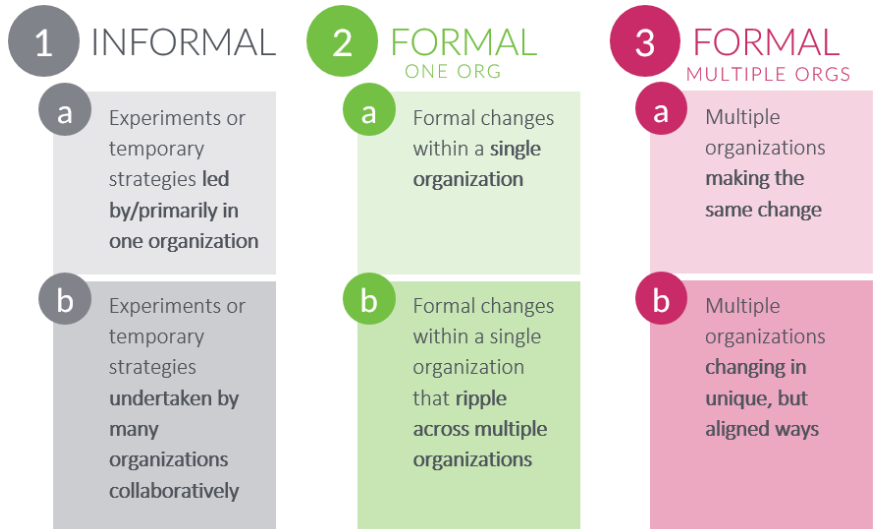 1 INFORMAL
a
Experiments or
temporary
strategies led
by/primarily in
one organization
b
Experiments or
temporary
strategies
undertaken by
many
organizations
collaboratively
2 FORMAL
ONE ORG
a
Formal changes
within a single
organization
b
Formal changes
within a single
organization
that ripple
across multiple
organizations
3 FORMAL
MULTIPLE ORGS
a
Multiple
organizations
making the
same change
b
Multiple
organizations
changing in
unique, but
aligned ways